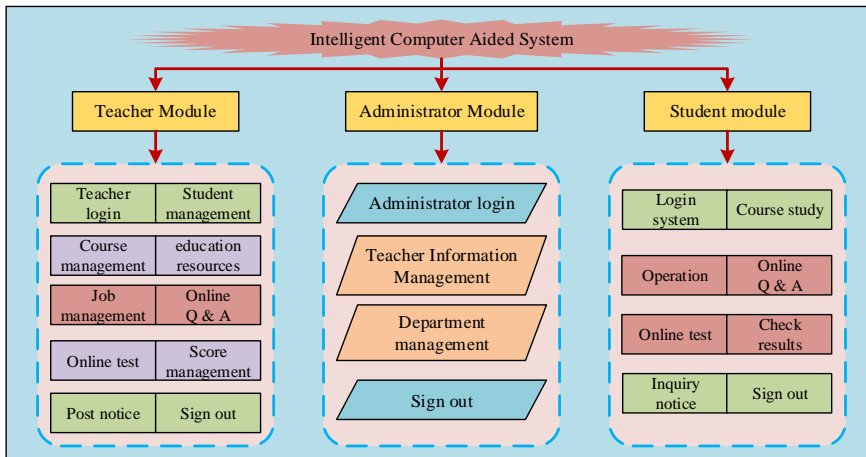 Intelligent Computer Aided System
Teacher Module
Administrator Module
Student module
Teacher
login
Student
management
Course
management
education
resources
Job
management
Online
Q & A
Online test
Score
management
Post notice
Sign out
Administrator login
Teacher Information
Management
Department
management
Sign out
Login
system
Course study
Operation
Online
Q & A
Online test
Check
results
Inquiry
notice
Sign out